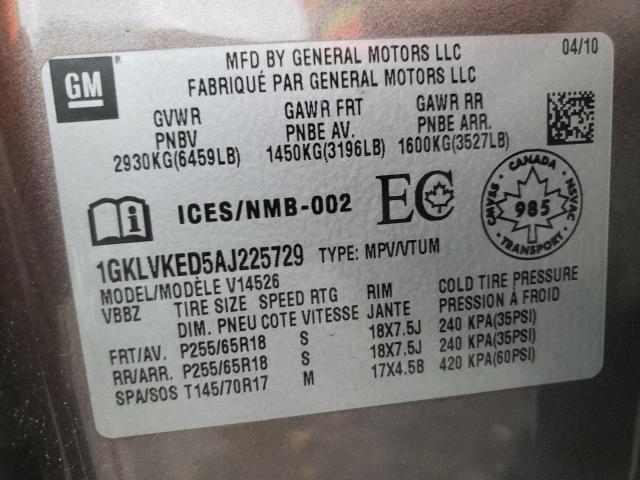 GM ®
MFD BY GENERAL MOTORS LLC
04/10
FABRIQUÉ PAR GENERAL MOTORS LLC
GVWR GAWR FRT GAWR RR
PNBV PNBE AV. PNBE ARR.
2930KG(6459LB) 1450KG(3196LB) 1600KG(3527LB)
i ICES/NMB-002 EC
CANADA
CMVSS 985 NSVAC
TRANSPORT
1GKLVKED5AJ225729 TYPE: MPV/VTUM
MODEL/MODÈLE V14526
VBBZ TIRE SIZE SPEED RTG RIM COLD TIRE PRESSURE
DIM. PNEU COTE VITESSE JANTE PRESSION À FROID
FRT/AV. P255/65R18 S 18X7.5J 240 KPA(35PSI)
RR/ARR. P255/65R18 S 18X7.5J 240 KPA(35PSI)
SPA/SOS T145/70R17 M 17X4.5B 420 KPA(60PSI)